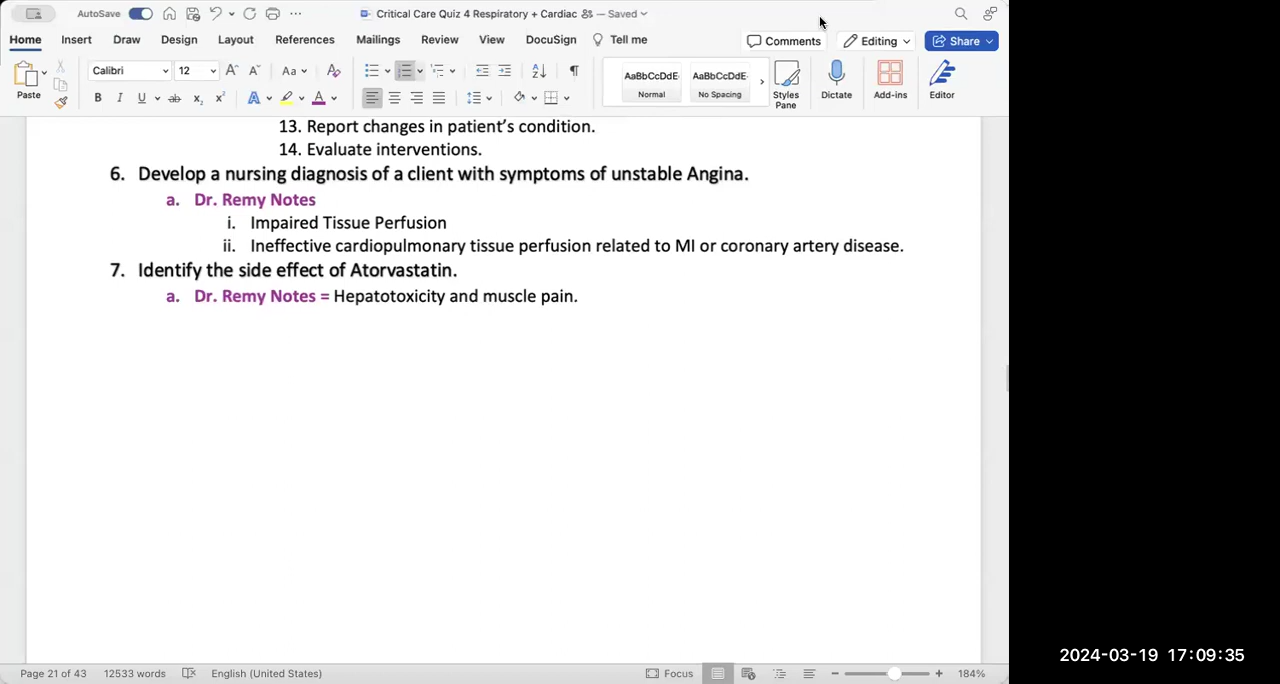 AutoSave Critical Care Quiz 4 Respiratory + Cardiac — Saved
Home Insert Draw Design Layout References Mailings Review View DocuSign Tell me Comments Editing Share
Paste Calibri 12 A A Aa A AaBbCcDdE AaBbCcDdE
Normal No Spacing Styles Pane Dictate Add-ins Editor
B I U ab x₂ x² A A
13. Report changes in patient's condition.
14. Evaluate interventions.
6. Develop a nursing diagnosis of a client with symptoms of unstable Angina.
a. Dr. Remy Notes
i. Impaired Tissue Perfusion
ii. Ineffective cardiopulmonary tissue perfusion related to MI or coronary artery disease.
7. Identify the side effect of Atorvastatin.
a. Dr. Remy Notes = Hepatotoxicity and muscle pain.
2024-03-19 17:09:35
Page 21 of 43 12533 words English (United States) Focus 184%